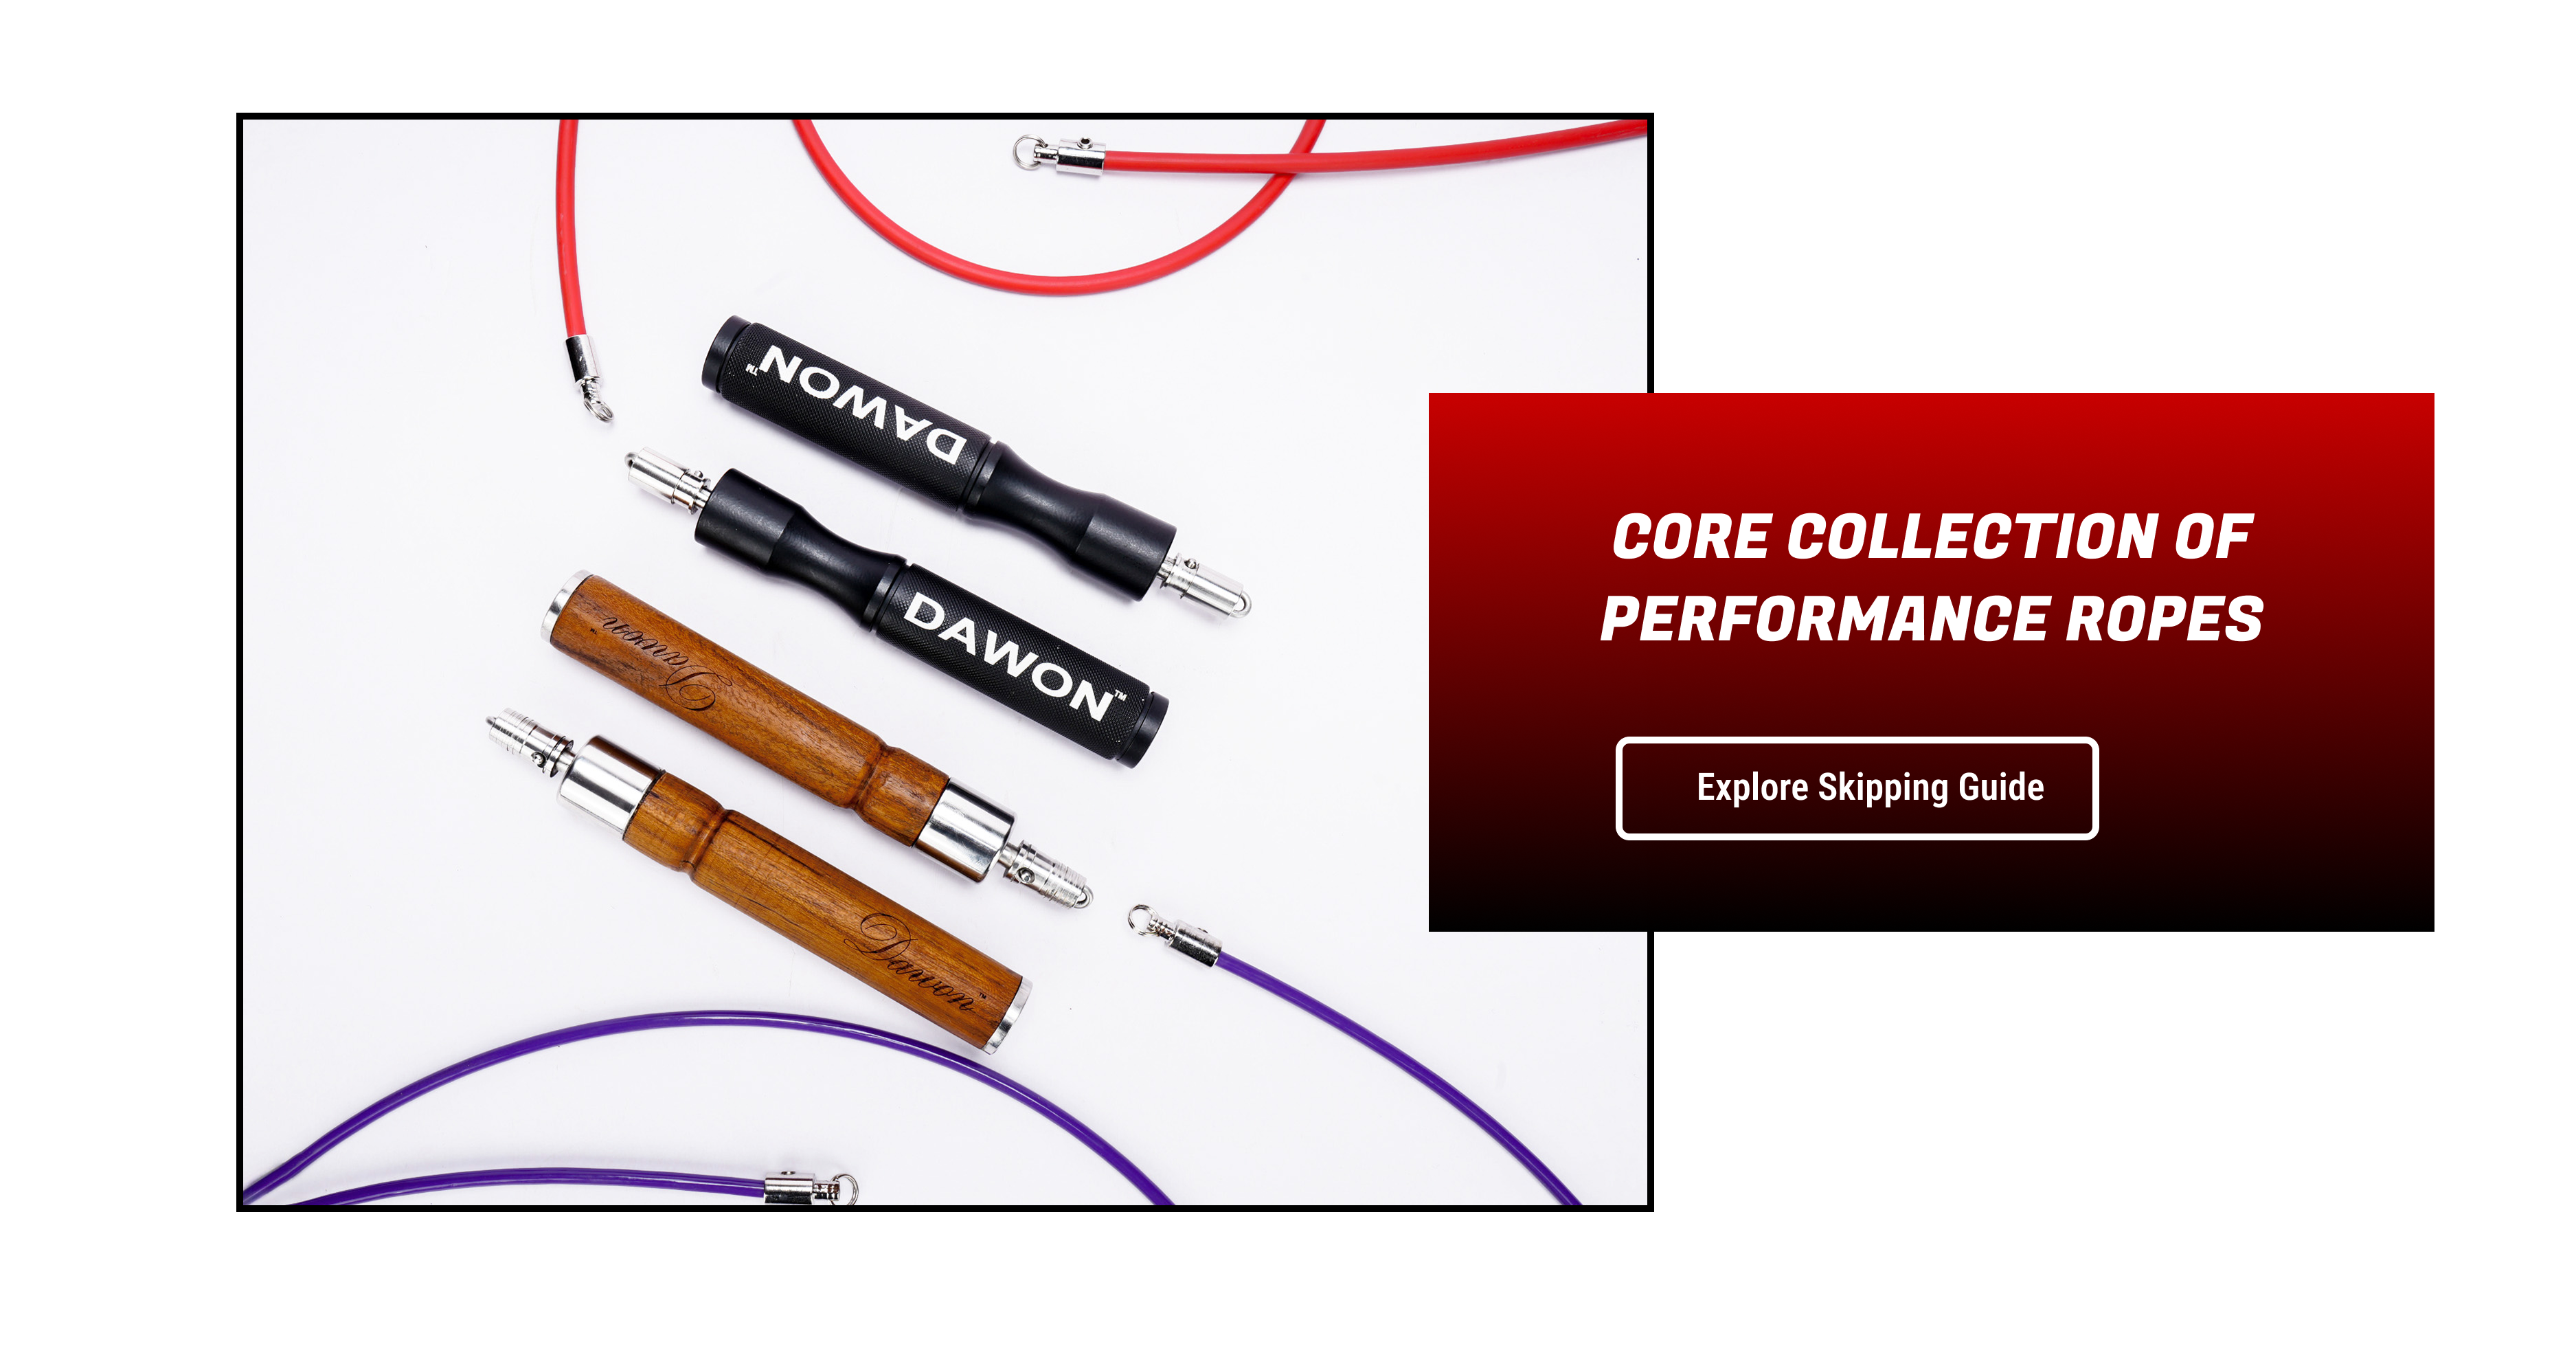 DAWON™
DAWON™
Dawon
Dawon™
CORE COLLECTION OF
PERFORMANCE ROPES
Explore Skipping Guide